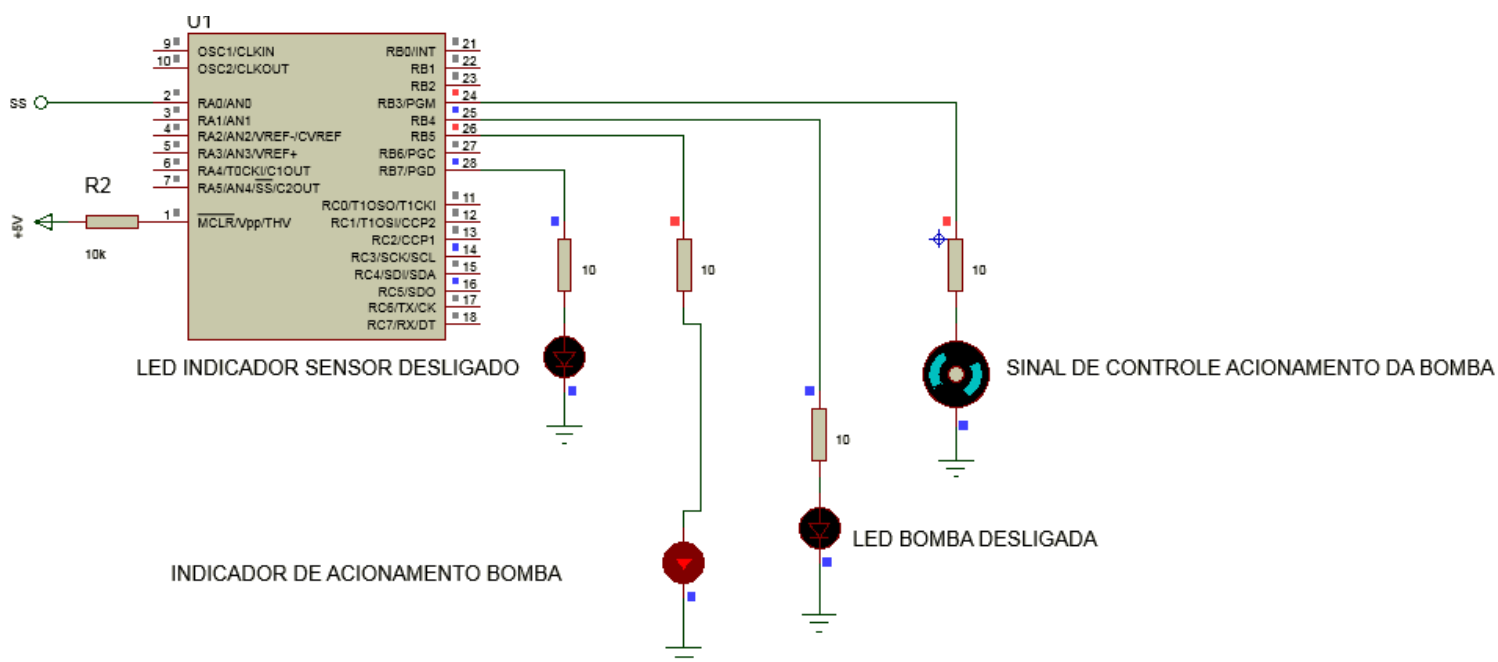 U1
9 OSC1/CLKIN
10 OSC2/CLKOUT
SS
2 RA0/AN0
3 RA1/AN1
4 RA2/AN2/VREF-/CVREF
5 RA3/AN3/VREF+
6 RA4/T0CKI/C1OUT
7 RA5/AN4/SS/C2OUT
R2
+5V
10k
1 MCLR/Vpp/THV
RB0/INT 21
RB1 22
RB2 23
RB3/PGM 24
RB4 25
RB5 26
RB6/PGC 27
RB7/PGD 28
RC0/T1OSO/T1CKI 11
RC1/T1OSI/CCP2 12
RC2/CCP1 13
RC3/SCK/SCL 14
RC4/SDI/SDA 15
RC5/SDO 16
RC6/TX/CK 17
RC7/RX/DT 18
10
10
10
LED INDICADOR SENSOR DESLIGADO
SINAL DE CONTROLE ACIONAMENTO DA BOMBA
10
LED BOMBA DESLIGADA
INDICADOR DE ACIONAMENTO BOMBA